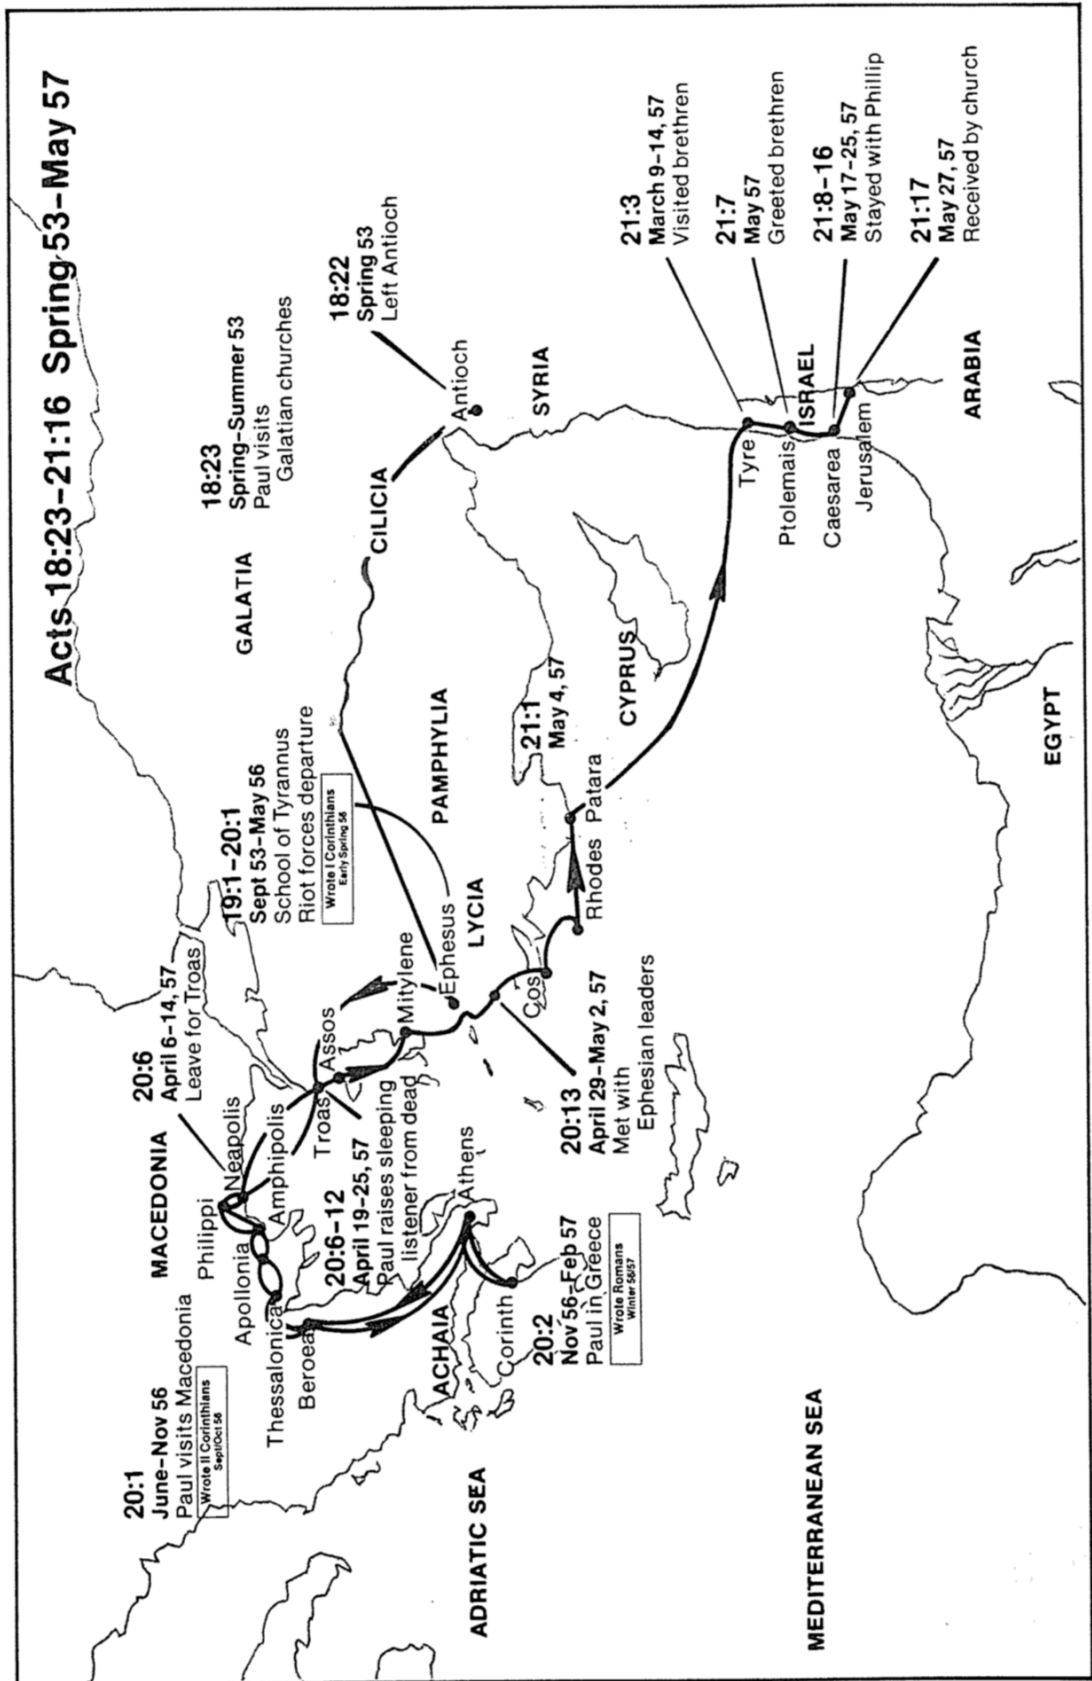 Acts 18:23-21:16 Spring 53-May 57
20:1
June-Nov 56
Paul visits Macedonia
Wrote II Corinthians
Sept/Oct 56
MACEDONIA
20:6
April 6-14, 57
Leave for Troas
19:1-20:1
Sept 53-May 56
School of Tyrannus
Riot forces departure
Wrote I Corinthians
Early Spring 56
GALATIA
18:23
Spring-Summer 53
Paul visits
Galatian churches
18:22
Spring 53
Left Antioch
Philippi
Neapolis
Apollonia
Amphipolis
Thessalonica
Beroea
Troas
Assos
20:6-12
April 19-25, 57
Paul raises sleeping
listener from dead
Mitylene
Ephesus
PAMPHYLIA
LYCIA
CILICIA
Antioch
SYRIA
ACHAIA
Athens
Corinth
20:2
Nov 56-Feb 57
Paul in Greece
Wrote Romans
Winter 56/57
20:13
April 29-May 2, 57
Met with
Ephesian leaders
Cos
Rhodes
Patara
21:1
May 4, 57
CYPRUS
21:3
March 9-14, 57
Visited brethren
21:7
May 57
Greeted brethren
21:8-16
May 17-25, 57
Stayed with Phillip
21:17
May 27, 57
Received by church
Tyre
Ptolemais
ISRAEL
Caesarea
Jerusalem
ARABIA
EGYPT
ADRIATIC SEA
MEDITERRANEAN SEA